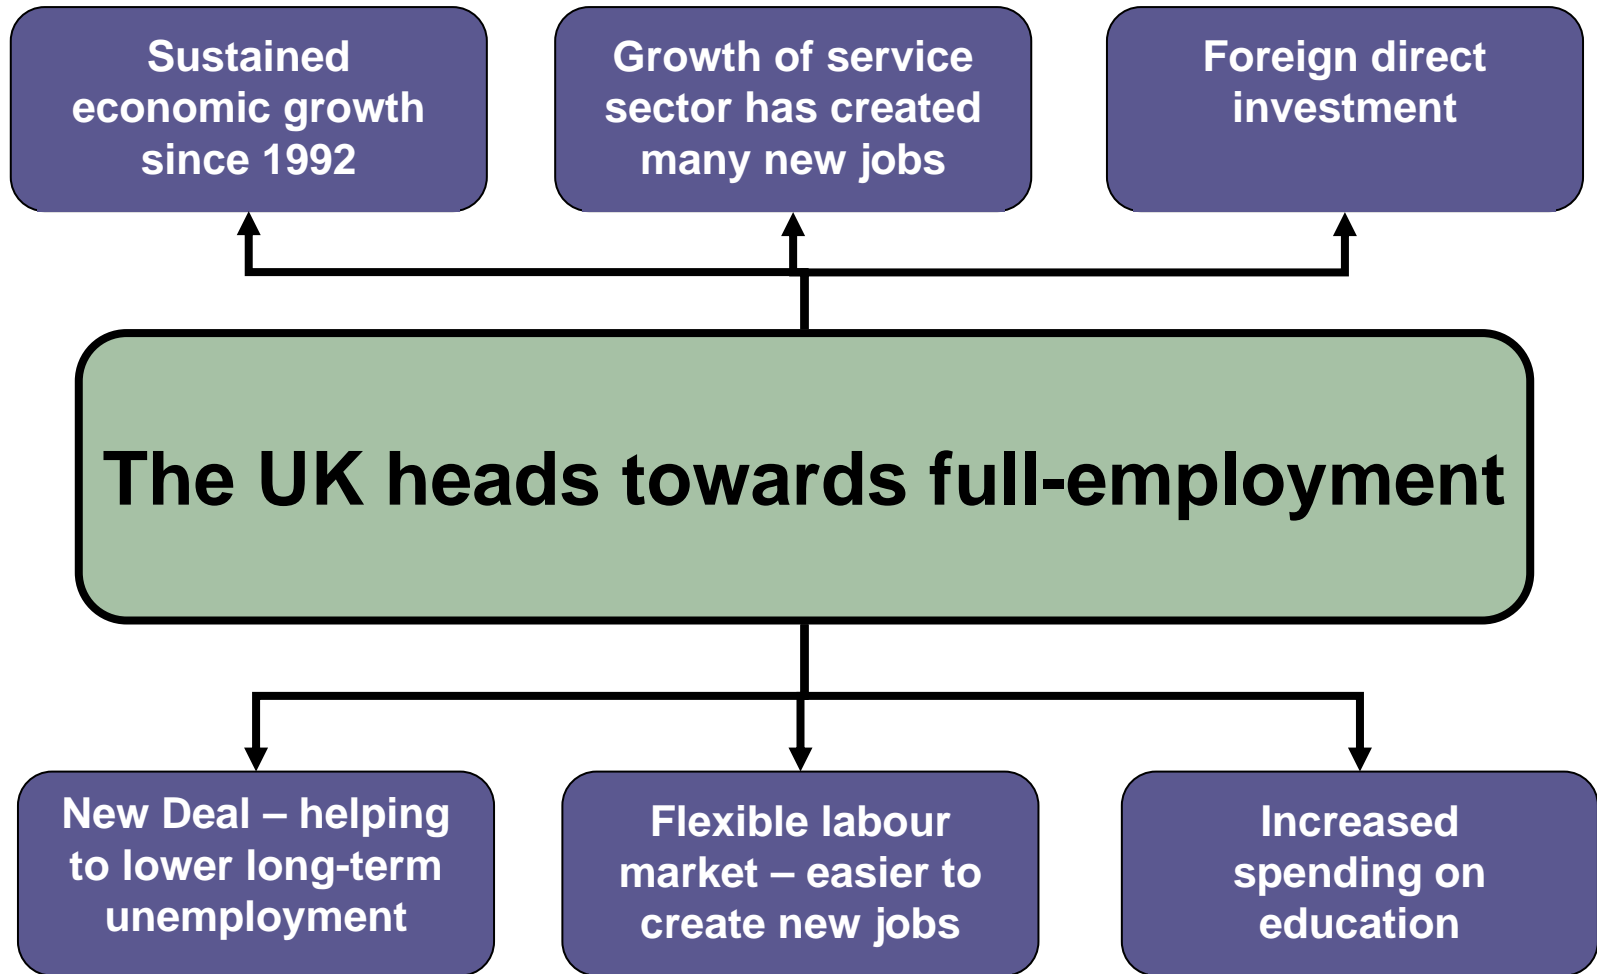 Sustained
economic growth
since 1992
Growth of service
sector has created
many new jobs
Foreign direct
investment
The UK heads towards full-employment
New Deal – helping
to lower long-term
unemployment
Flexible labour
market – easier to
create new jobs
Increased
spending on
education